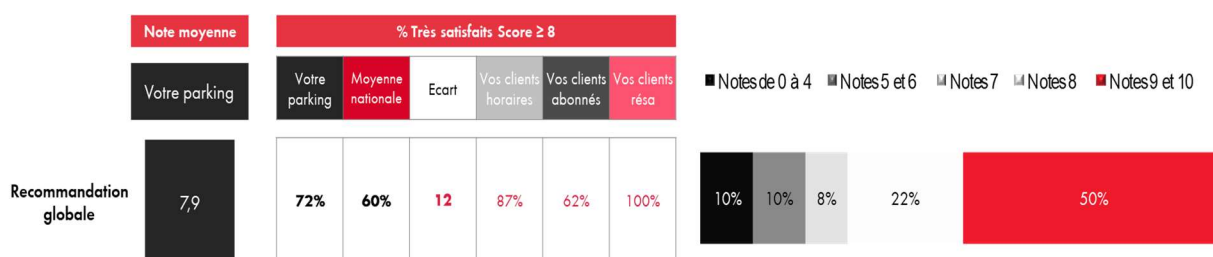 Note moyenne
% Très satisfaits Score ≥ 8
Votre parking
Votre
parking
Moyenne
nationale
Ecart
Vos clients
horaires
Vos clients
abonnés
Vos clients
résa
Notes de 0 à 4
Notes 5 et 6
Notes 7
Notes 8
Notes 9 et 10
Recommandation
globale
7,9
72%
60%
12
87%
62%
100%
10%
10%
8%
22%
50%